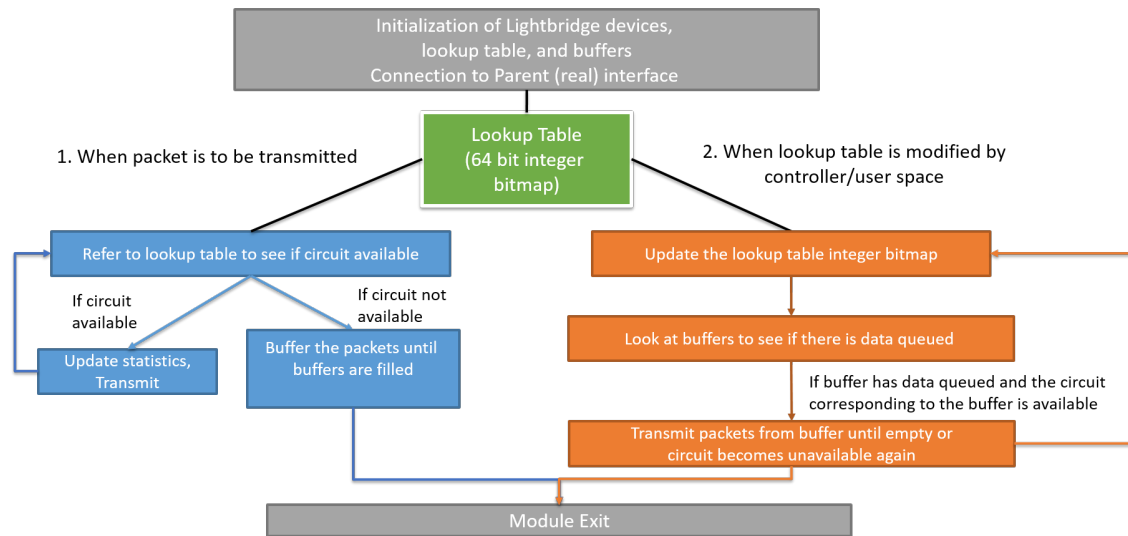 Initialization of Lightbridge devices,
lookup table, and buffers
Connection to Parent (real) interface
Lookup Table
(64 bit integer
bitmap)
1. When packet is to be transmitted
2. When lookup table is modified by
controller/user space
Refer to lookup table to see if circuit available
Update the lookup table integer bitmap
If circuit
available
If circuit not
available
Look at buffers to see if there is data queued
Update statistics,
Transmit
Buffer the packets until
buffers are filled
If buffer has data queued and the circuit
corresponding to the buffer is available
Transmit packets from buffer until empty or
circuit becomes unavailable again
Module Exit